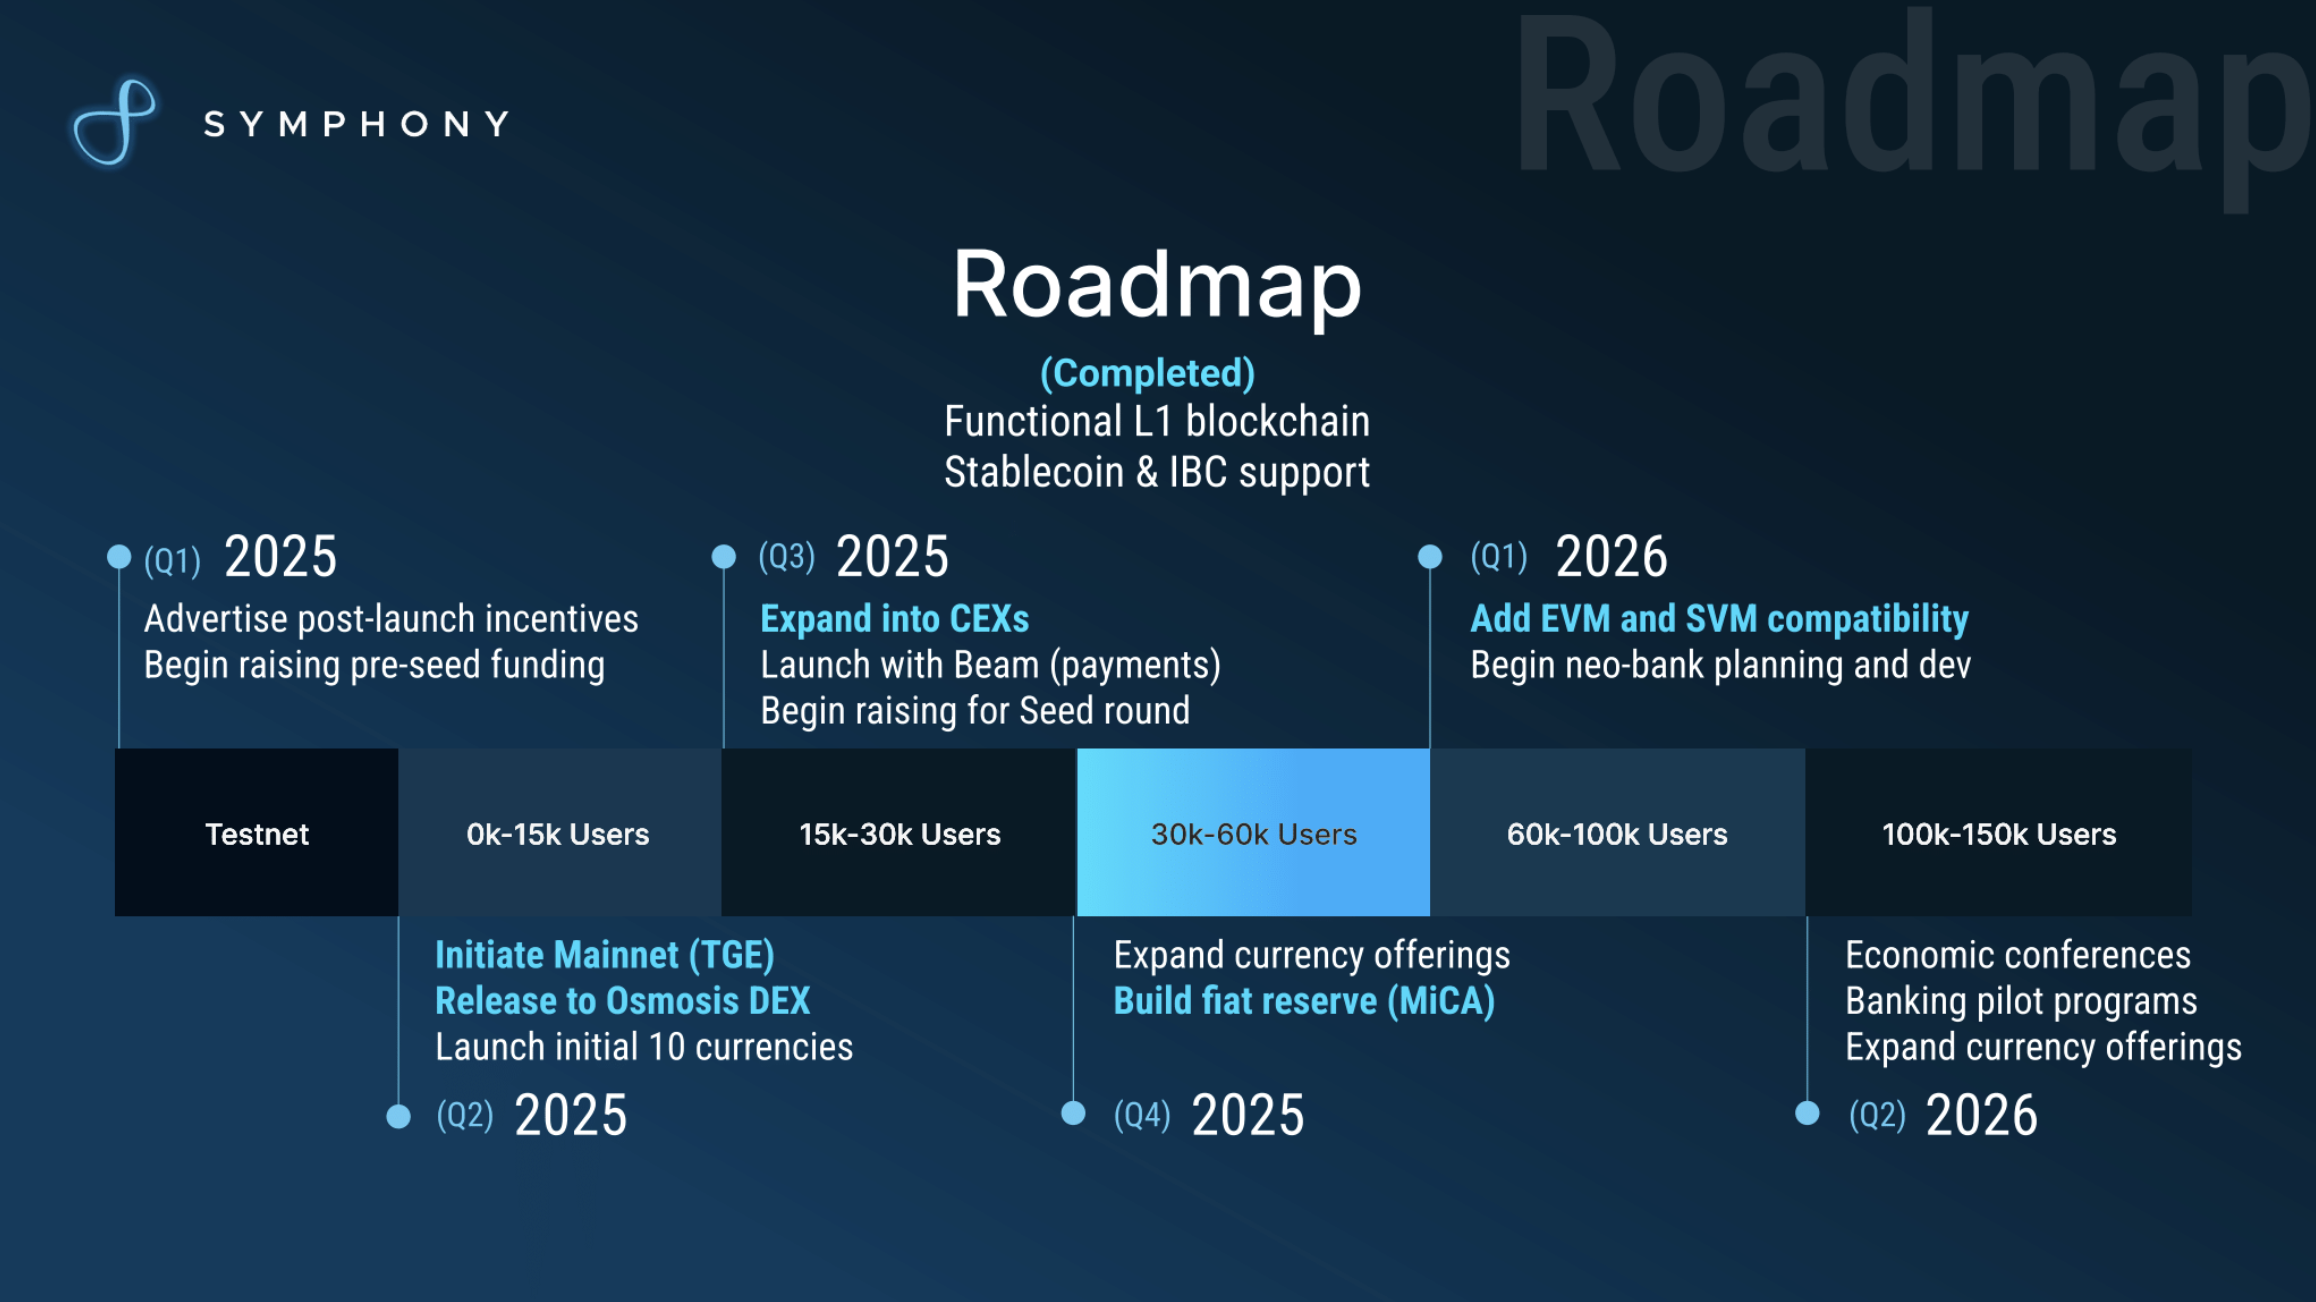 SYMPHONY
Roadmap
Roadmap
(Completed)
Functional L1 blockchain
Stablecoin & IBC support
(Q1) 2025
Advertise post-launch incentives
Begin raising pre-seed funding
(Q3) 2025
Expand into CEXs
Launch with Beam (payments)
Begin raising for Seed round
(Q1) 2026
Add EVM and SVM compatibility
Begin neo-bank planning and dev
Testnet
0k-15k Users
15k-30k Users
30k-60k Users
60k-100k Users
100k-150k Users
Initiate Mainnet (TGE)
Release to Osmosis DEX
Launch initial 10 currencies
(Q2) 2025
Expand currency offerings
Build fiat reserve (MiCA)
(Q4) 2025
Economic conferences
Banking pilot programs
Expand currency offerings
(Q2) 2026